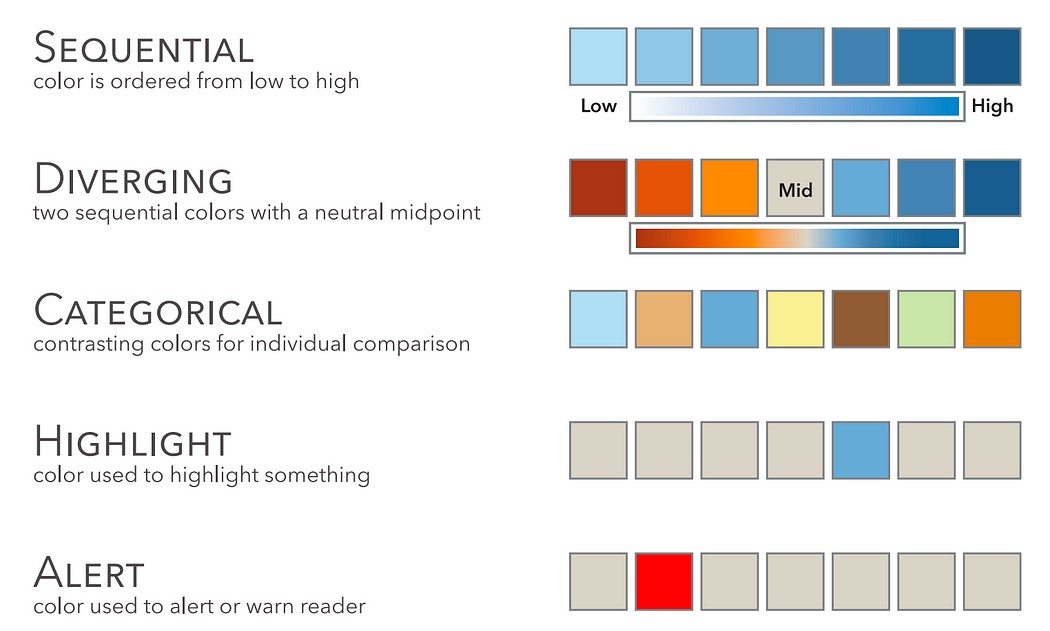 SEQUENTIAL
color is ordered from low to high
Low High
DIVERGING
two sequential colors with a neutral midpoint
Mid
CATEGORICAL
contrasting colors for individual comparison
HIGHLIGHT
color used to highlight something
ALERT
color used to alert or warn reader